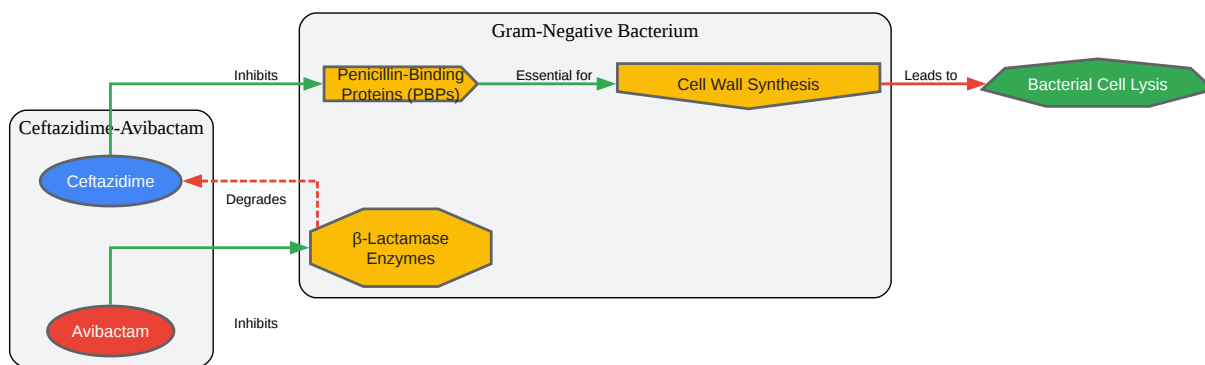 Gram-Negative Bacterium
Inhibits
Penicillin-Binding
Proteins (PBPs)
Essential for
Cell Wall Synthesis
Leads to
Bacterial Cell Lysis
Ceftazidime-Avibactam
Ceftazidime
Degrades
β-Lactamase
Enzymes
Avibactam
Inhibits